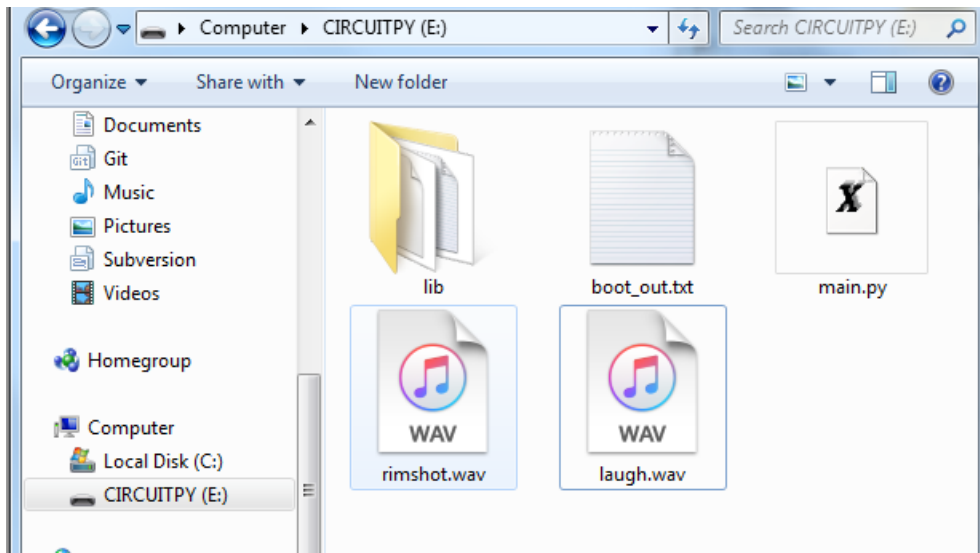 Computer CIRCUITPY (E:) Search CIRCUITPY (E:)
Organize Share with New folder
Documents
Git
Music
Pictures
Subversion
Videos
Homegroup
Computer
Local Disk (C:)
CIRCUITPY (E:)
lib boot_out.txt main.py
X
WAV WAV
rimshot.wav laugh.wav